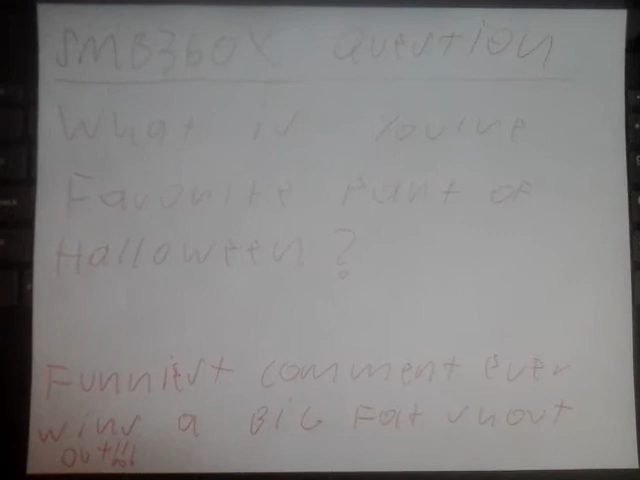 SMB360X Question
What is Youre
Favorite Part of
Halloween?
Funniest comment ever
wins a BIG Fat shout
out!!!